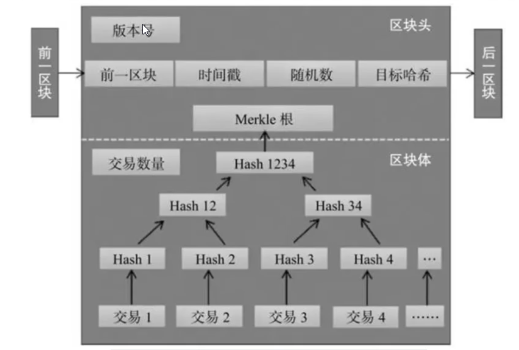 区块头
版本号
前一区块
前一区块 时间戳 随机数 目标哈希
后一区块
Merkle 根
交易数量
Hash 1234
区块体
Hash 12 Hash 34
Hash 1 Hash 2 Hash 3 Hash 4 …
交易 1 交易 2 交易 3 交易 4 ……